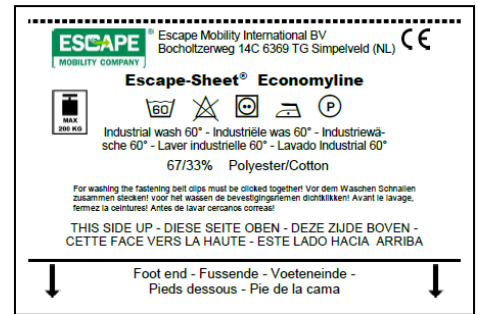 ESCAPE®
MOBILITY COMPANY
Escape Mobility International BV
Bocholtzerweg 14C 6369 TG Simpelveld (NL)
CE
Escape-Sheet® Economyline
MAX
200 KG
60
P
Industrial wash 60° - Industriële was 60° - Industriewä-
sche 60° - Laver industrielle 60° - Lavado Industrial 60°
67/33% Polyester/Cotton
For washing the fastening belt clips must be clicked together! Vor dem Waschen Schnallen
zusammen stecken! voor het wassen de bevestigingsriemen dichtklikken! Avant le lavage,
fermez la ceintures! Antes de lavar cercanos correas!
THIS SIDE UP - DIESE SEITE OBEN - DEZE ZIJDE BOVEN -
CETTE FACE VERS LA HAUTE - ESTE LADO HACIA ARRIBA
Foot end - Fussende - Voeteneinde -
Pieds dessous - Pie de la cama